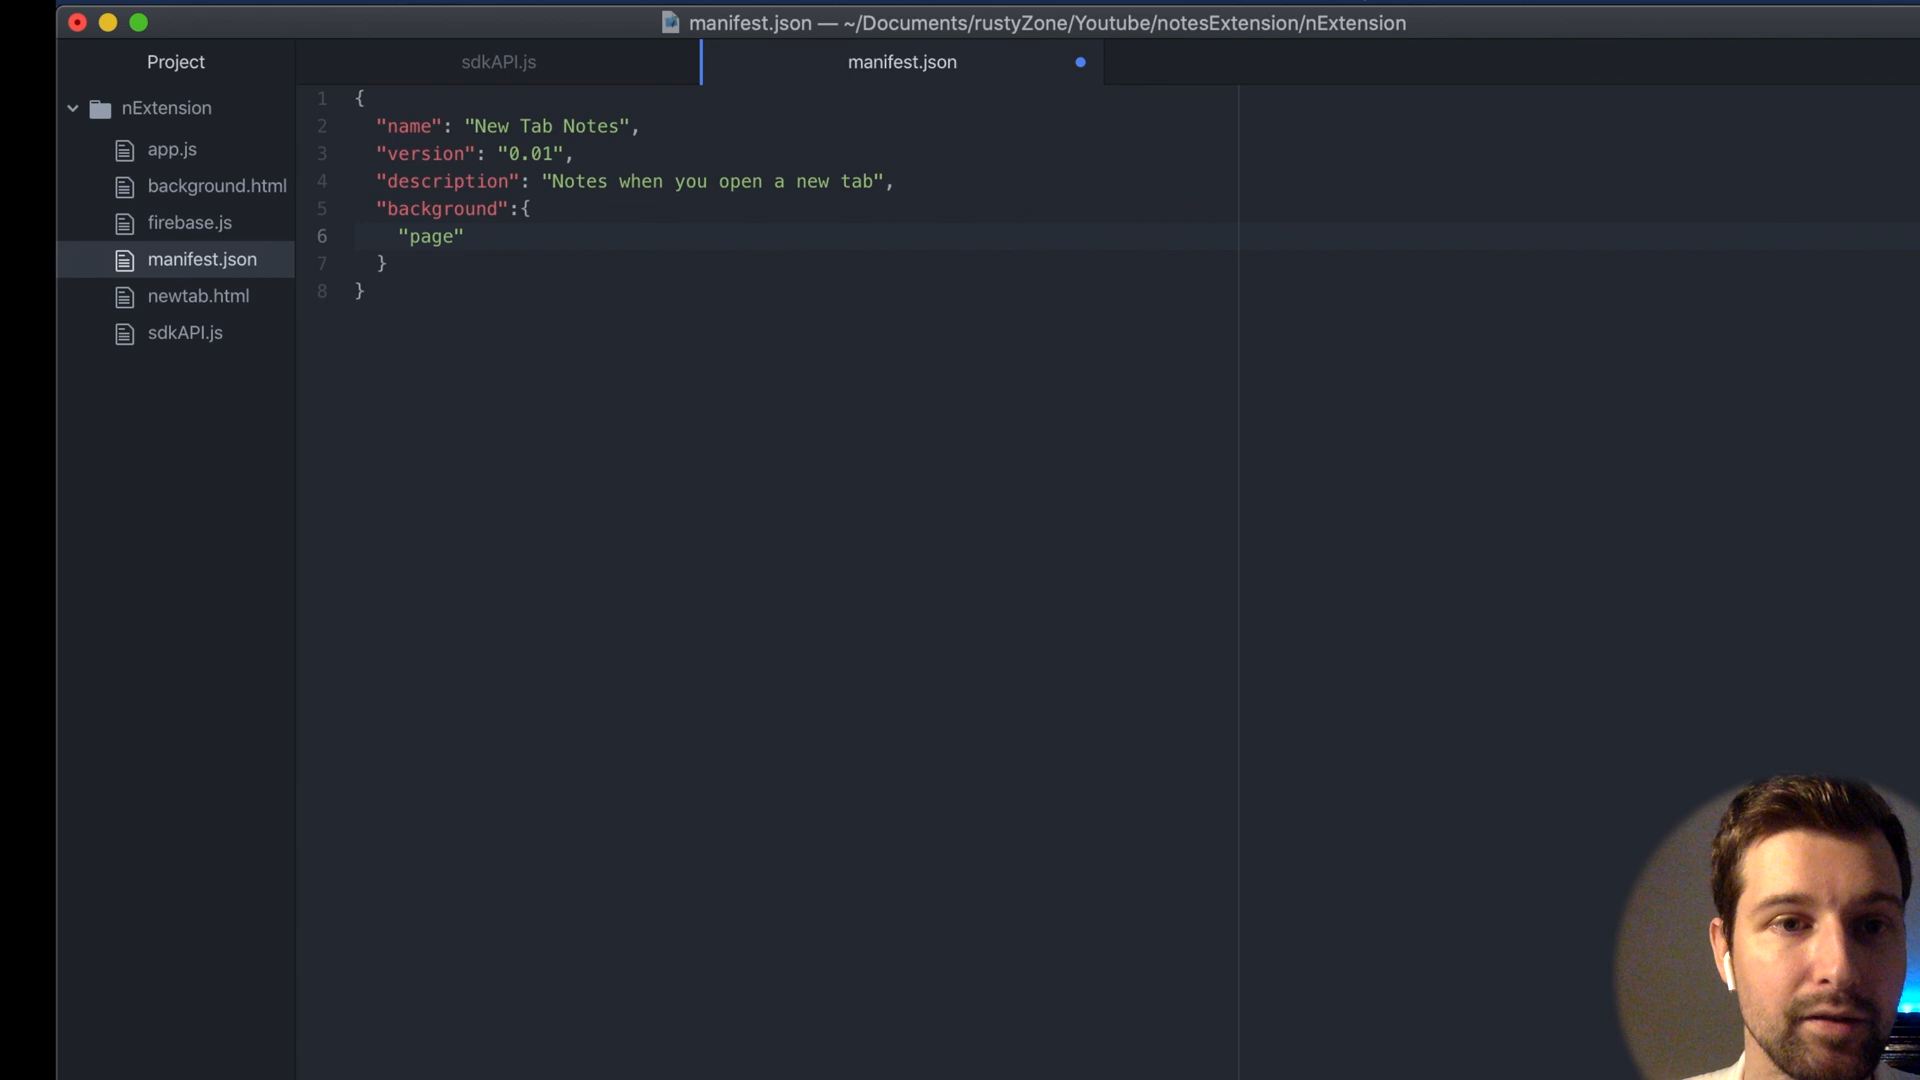 manifest.json — ~/Documents/rustyZone/Youtube/notesExtension/nExtension
Project
sdkAPI.js
manifest.json
nExtension
app.js
background.html
firebase.js
manifest.json
newtab.html
sdkAPI.js
1 {
2 "name": "New Tab Notes",
3 "version": "0.01",
4 "description": "Notes when you open a new tab",
5 "background":{
6 "page"
7 }
8 }